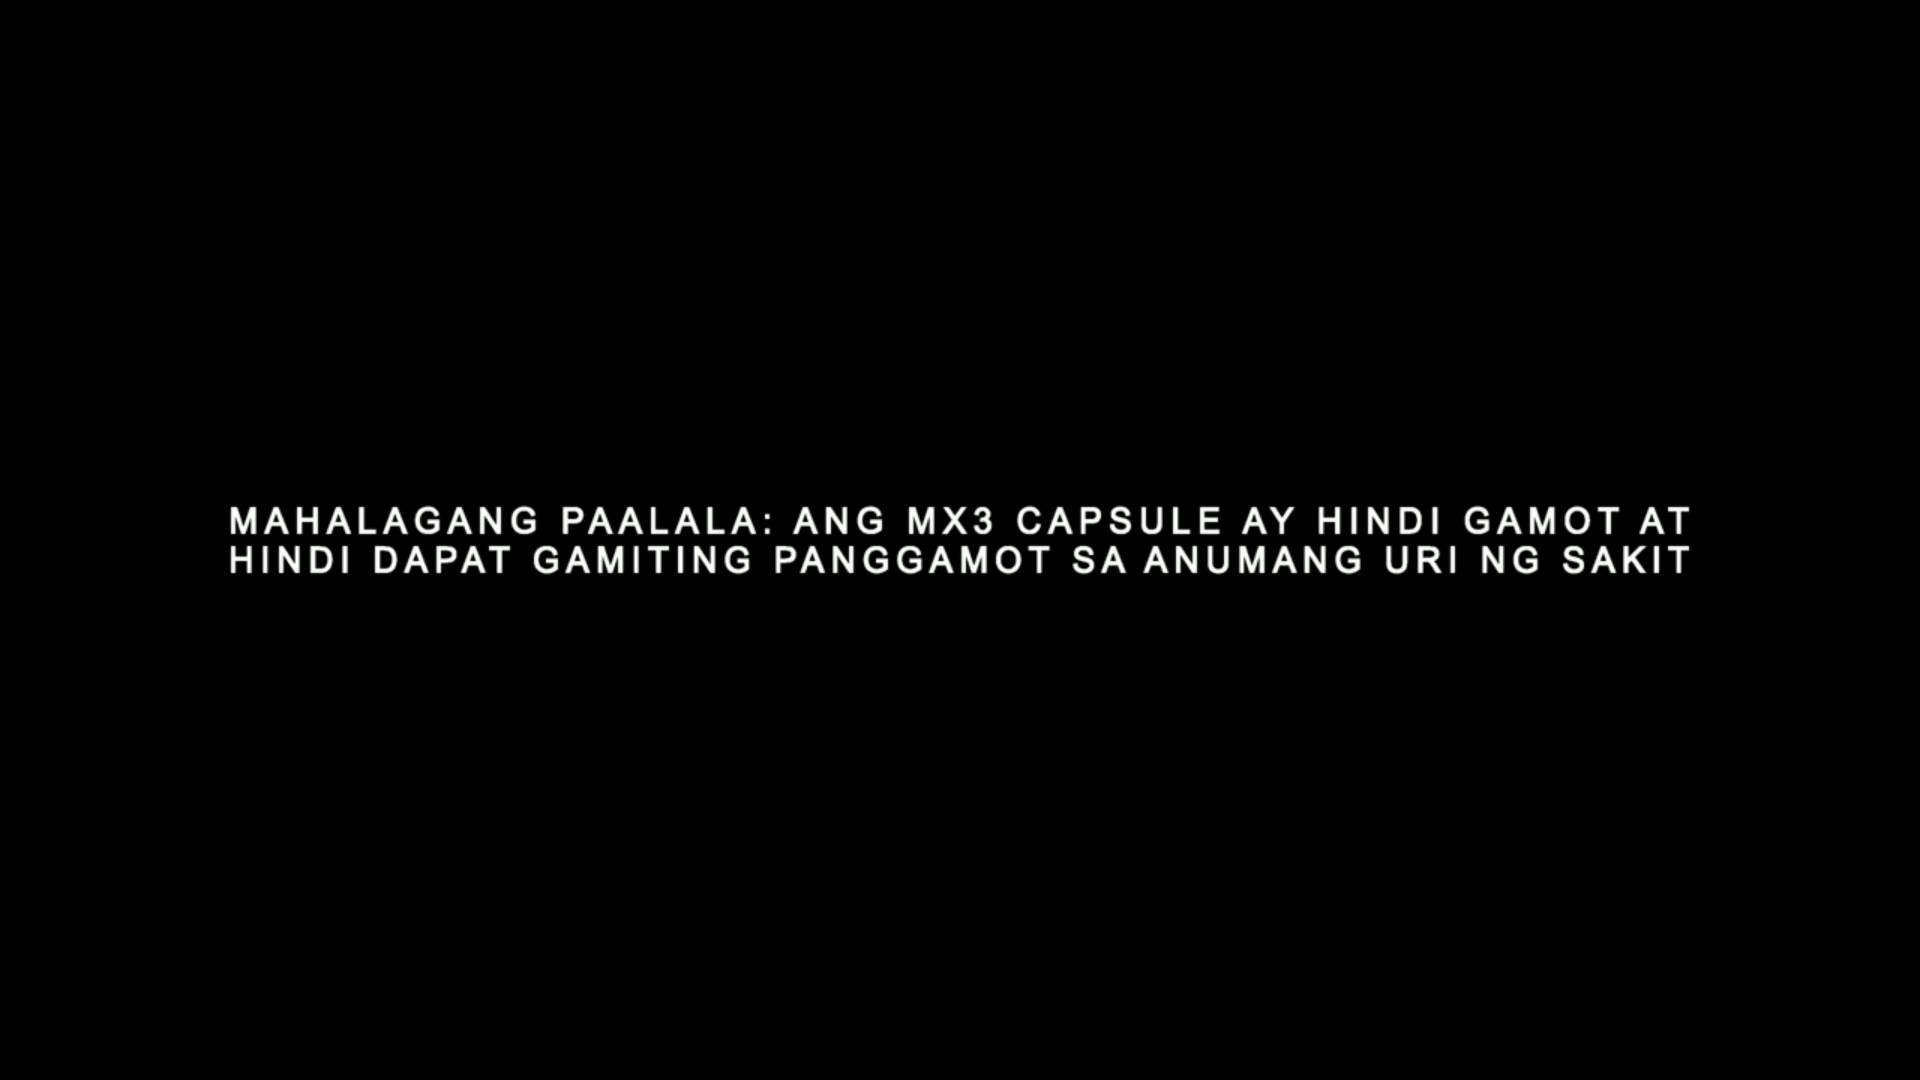 MAHALAGANG PAALALA: ANG MX3 CAPSULE AY HINDI GAMOT AT
HINDI DAPAT GAMITING PANGGAMOT SA ANUMANG URI NG SAKIT